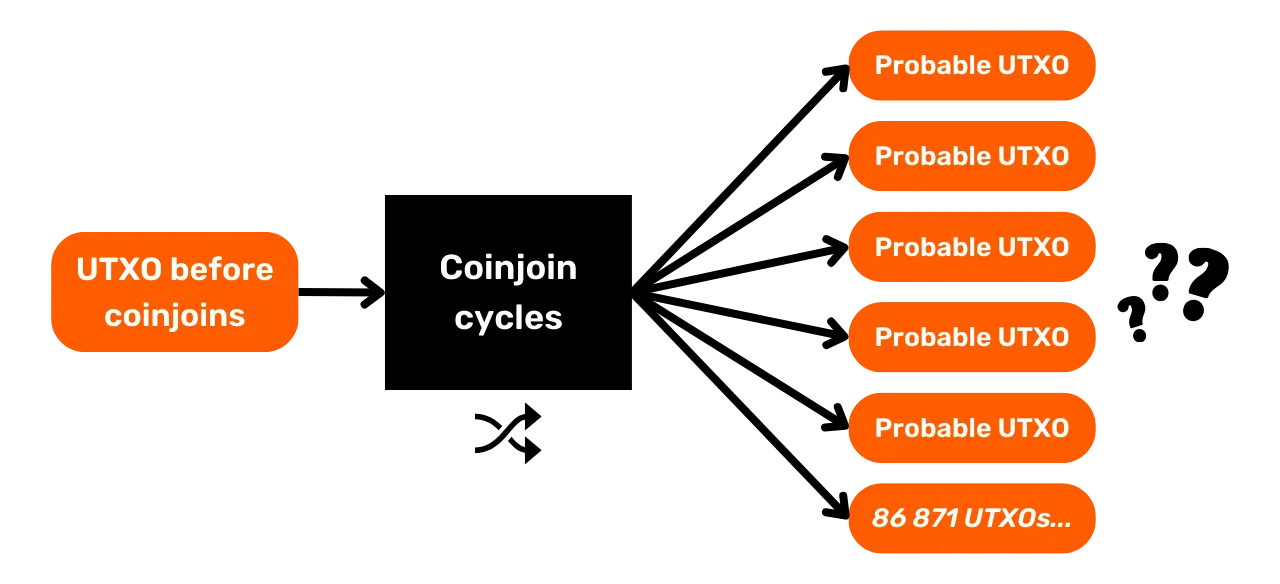 UTXO before
coinjoins
Coinjoin
cycles
Probable UTXO
Probable UTXO
Probable UTXO
Probable UTXO
Probable UTXO
86 871 UTXOs...
???